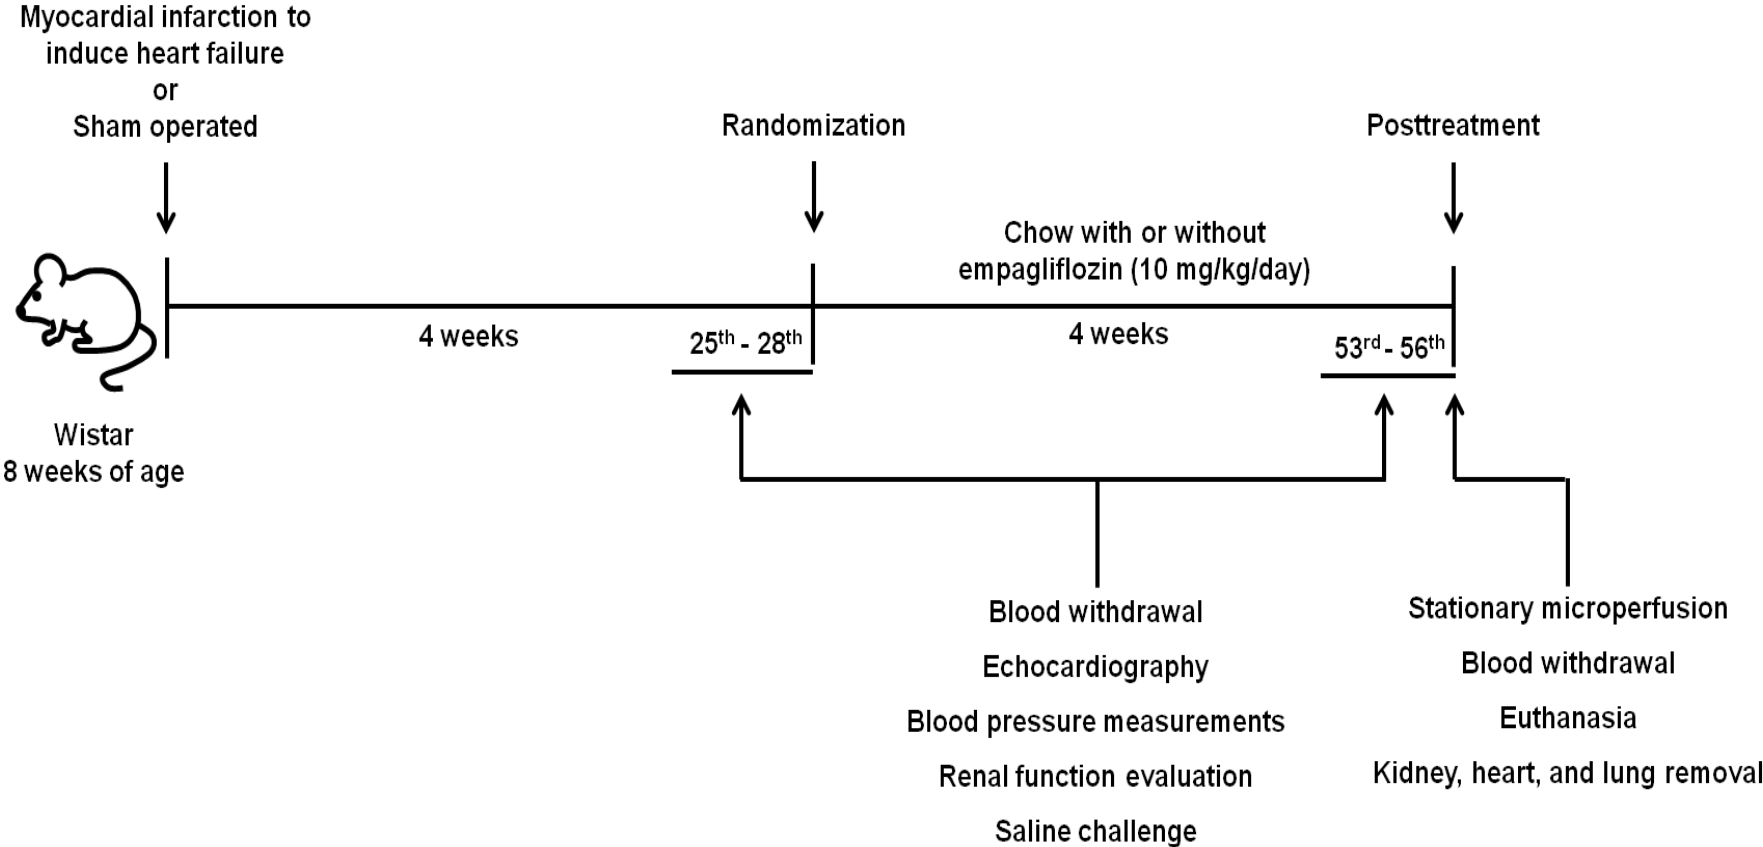 Myocardial infarction to
induce heart failure
or
Sham operated
Randomization
Posttreatment
Chow with or without
empagliflozin (10 mg/kg/day)
4 weeks
25th - 28th
4 weeks
53rd - 56th
Wistar
8 weeks of age
Blood withdrawal
Echocardiography
Blood pressure measurements
Renal function evaluation
Saline challenge
Stationary microperfusion
Blood withdrawal
Euthanasia
Kidney, heart, and lung removal